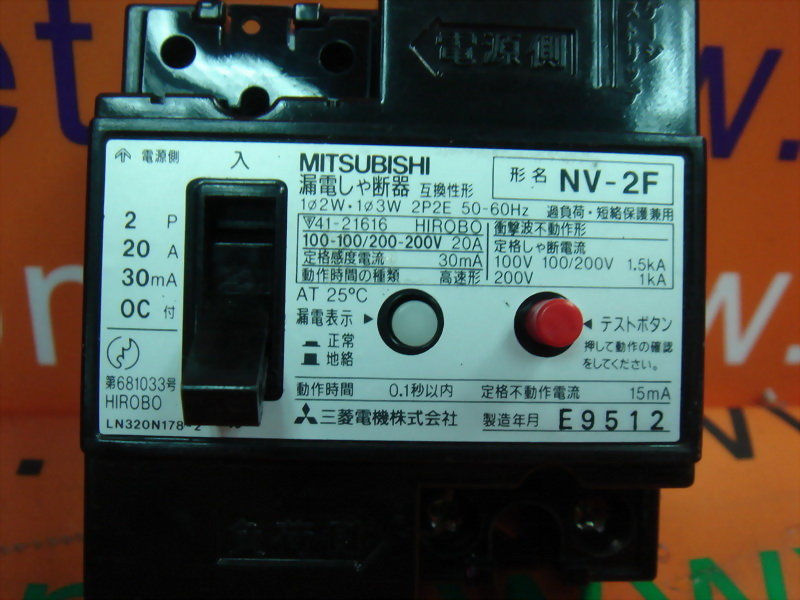 電源側
電源側
入
MITSUBISHI
漏電しゃ断器 互換性形
形名 NV-2F
1ø2W・1ø3W 2P2E 50-60Hz 過負荷・短絡保護兼用
2 P
20 A
30 mA
OC 付
41-21616 HIROBO
100-100/200-200V 20A
定格感度電流 30mA
動作時間の種類 高速形
衝撃波不動作形
定格しゃ断電流
100V 100/200V 1.5kA
200V 1kA
AT 25°C
漏電表示
正常
地絡
テストボタン
押して動作の確認
をしてください。
第681033号
HIROBO
LN320N178-2
動作時間 0.1秒以内 定格不動作電流 15mA
三菱電機株式会社 製造年月 E9512